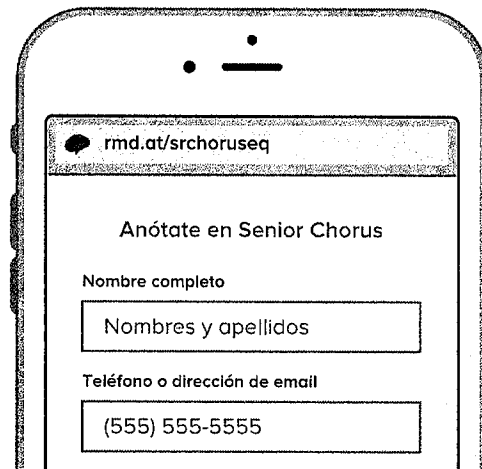 rmd.at/srchoruseq
Anótate en Senior Chorus
Nombre completo
Nombres y apellidos
Teléfono o dirección de email
(555) 555-5555